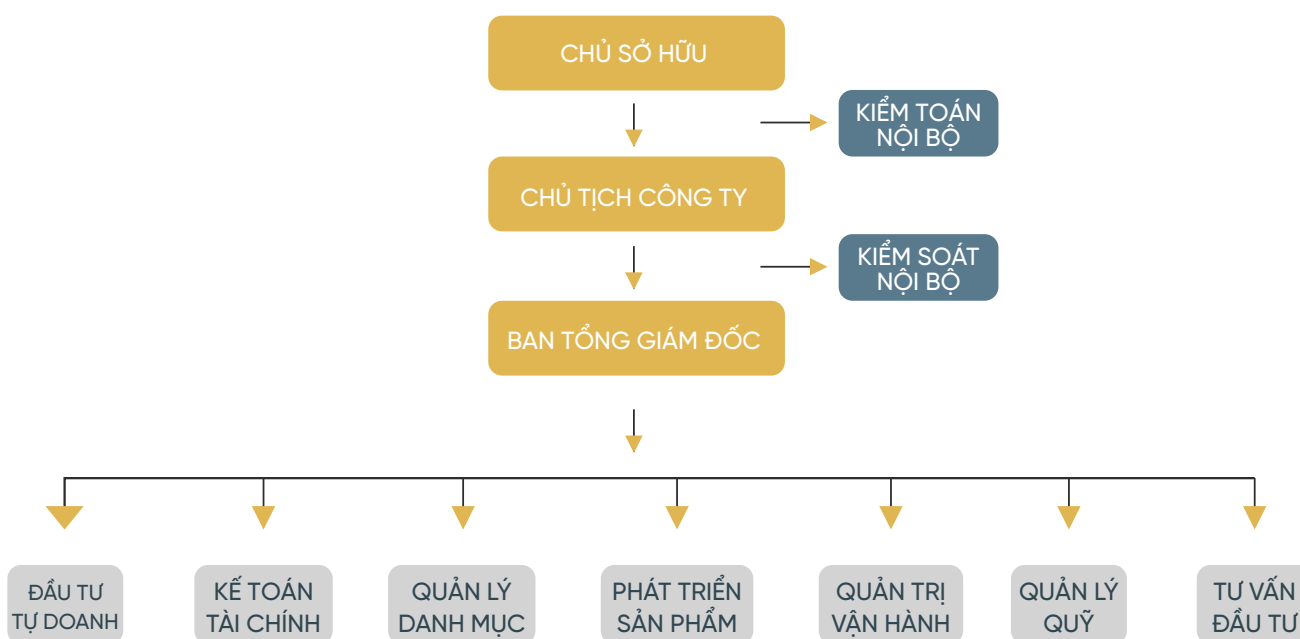 CHỦ SỞ HỮU
KIỂM TOÁN
NỘI BỘ
CHỦ TỊCH CÔNG TY
KIỂM SOÁT
NỘI BỘ
BAN TỔNG GIÁM ĐỐC
ĐẦU TƯ
TỰ DOANH
KẾ TOÁN
TÀI CHÍNH
QUẢN LÝ
DANH MỤC
PHÁT TRIỂN
SẢN PHẨM
QUẢN TRỊ
VẬN HÀNH
QUẢN LÝ
QUỸ
TƯ VẤN
ĐẦU TƯ